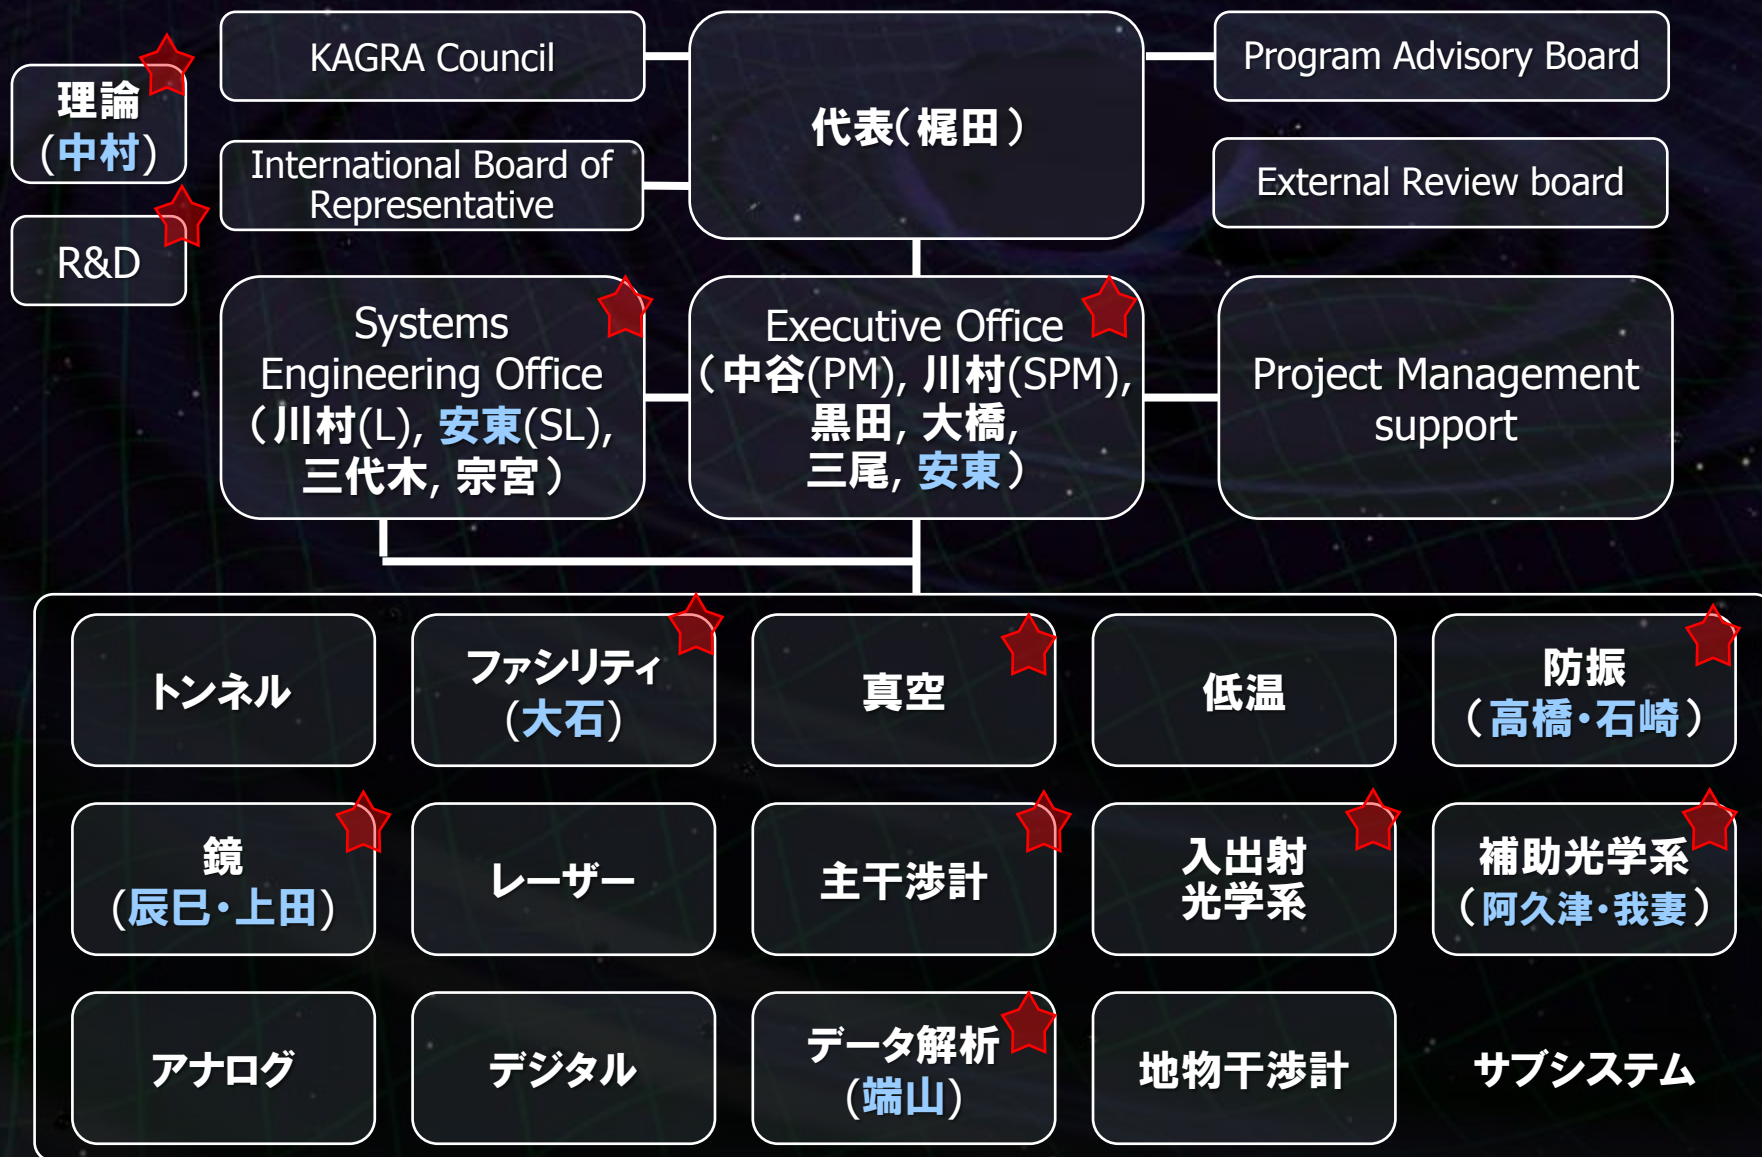 KAGRA Council
代表(梶田)
Program Advisory Board
理論
(中村)
International Board of
Representative
External Review board
R&D
Systems
Engineering Office
(川村(L), 安東(SL),
三代木, 宗宮)
Executive Office
(中谷(PM), 川村(SPM),
黒田, 大橋,
三尾, 安東)
Project Management
support
トンネル
ファシリティ
(大石)
真空
低温
防振
(高橋・石崎)
鏡
(辰巳・上田)
レーザー
主干渉計
入出射
光学系
補助光学系
(阿久津・我妻)
アナログ
デジタル
データ解析
(端山)
地物干渉計
サブシステム